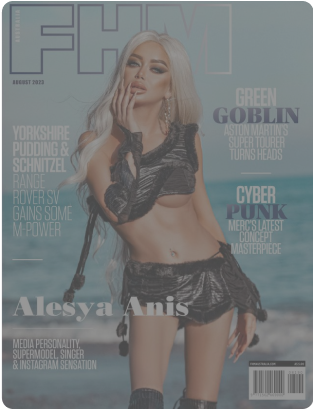 FHM
AUGUST 2023
GREEN
GOBLIN
ASTON MARTIN'S
SUPER TOURER
TURNS HEADS
YORKSHIRE
PUDDING &
SCHNITZEL
RANGE
ROVER SV
GAINS SOME
M-POWER
CYBER
PUNK
MERC'S LATEST
CONCEPT
MASTERPIECE
Alesya Anis
MEDIA PERSONALITY,
SUPERMODEL, SINGER
& INSTAGRAM SENSATION